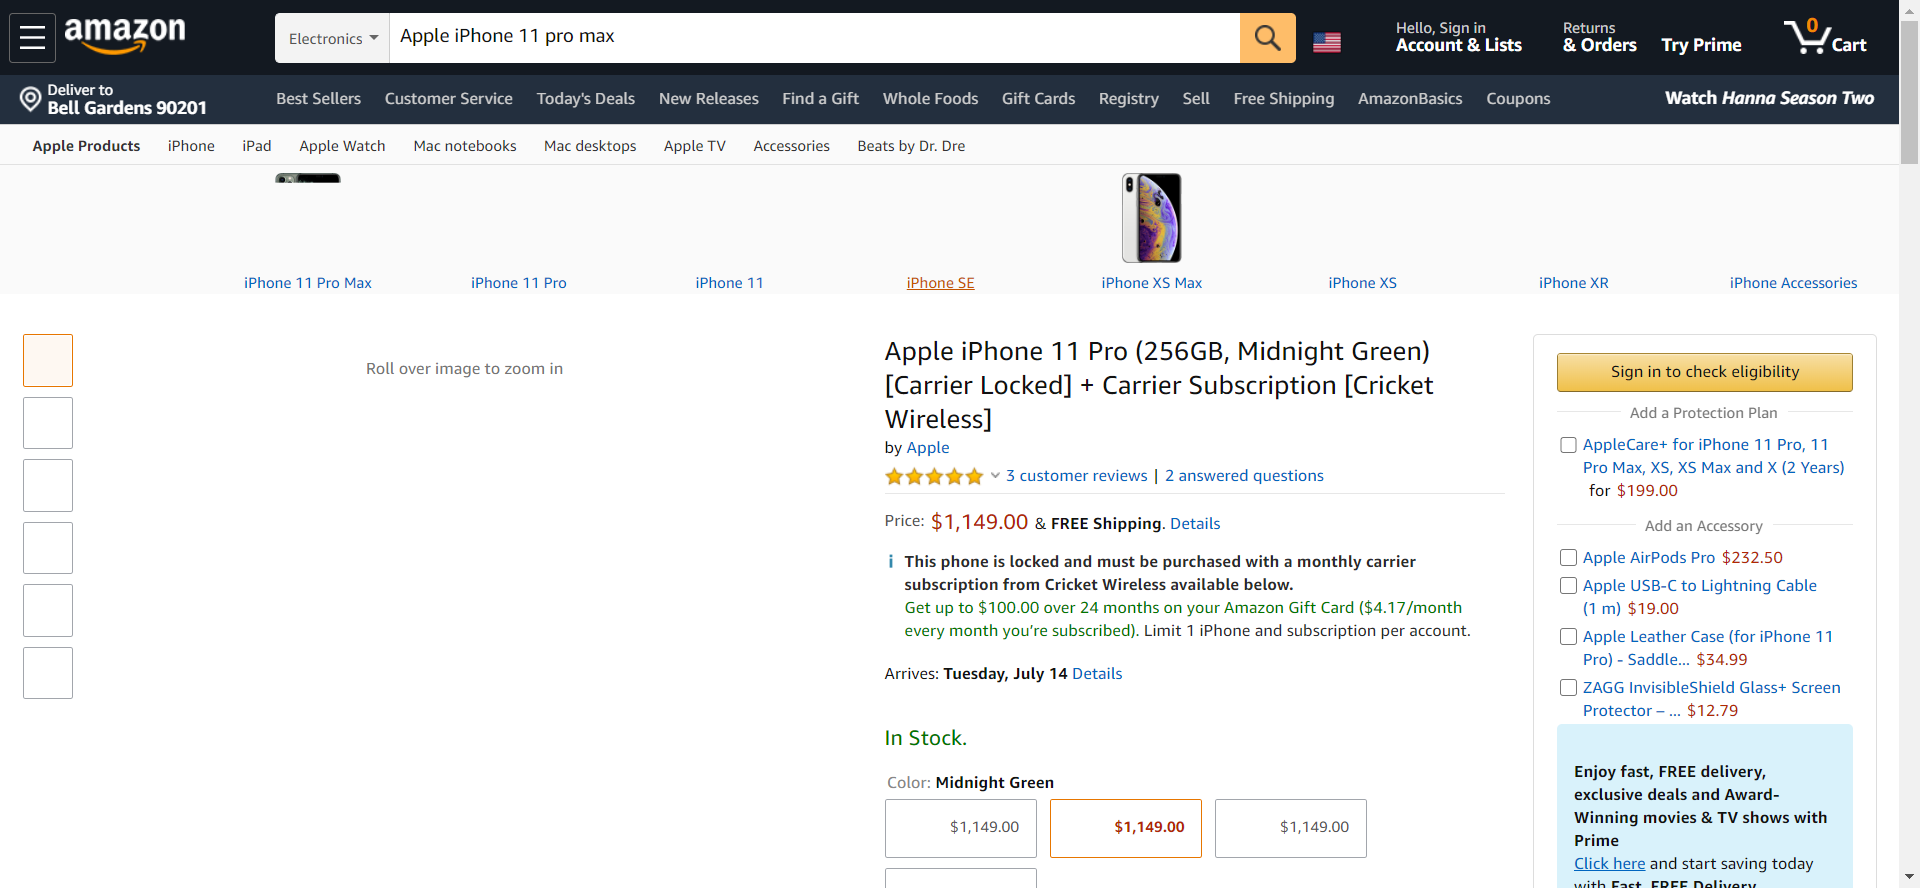 amazon
Electronics
Apple iPhone 11 pro max
Hello, Sign in
Account & Lists
Returns
& Orders
Try Prime
0
Cart
Deliver to
Bell Gardens 90201
Best Sellers
Customer Service
Today's Deals
New Releases
Find a Gift
Whole Foods
Gift Cards
Registry
Sell
Free Shipping
AmazonBasics
Coupons
Watch Hanna Season Two
Apple Products
iPhone
iPad
Apple Watch
Mac notebooks
Mac desktops
Apple TV
Accessories
Beats by Dr. Dre
iPhone 11 Pro Max
iPhone 11 Pro
iPhone 11
iPhone SE
iPhone XS Max
iPhone XS
iPhone XR
iPhone Accessories
Roll over image to zoom in
Apple iPhone 11 Pro (256GB, Midnight Green)
[Carrier Locked] + Carrier Subscription [Cricket
Wireless]
by Apple
3 customer reviews | 2 answered questions
Price: $1,149.00 & FREE Shipping. Details
This phone is locked and must be purchased with a monthly carrier
subscription from Cricket Wireless available below.
Get up to $100.00 over 24 months on your Amazon Gift Card ($4.17/month
every month you're subscribed). Limit 1 iPhone and subscription per account.
Arrives: Tuesday, July 14 Details
In Stock.
Color: Midnight Green
$1,149.00
$1,149.00
$1,149.00
Sign in to check eligibility
Add a Protection Plan
AppleCare+ for iPhone 11 Pro, 11
Pro Max, XS, XS Max and X (2 Years)
for $199.00
Add an Accessory
Apple AirPods Pro $232.50
Apple USB-C to Lightning Cable
(1 m) $19.00
Apple Leather Case (for iPhone 11
Pro) - Saddle... $34.99
ZAGG InvisibleShield Glass+ Screen
Protector – ... $12.79
Enjoy fast, FREE delivery,
exclusive deals and Award-
Winning movies & TV shows with
Prime
Click here and start saving today
with Fast, FREE Delivery